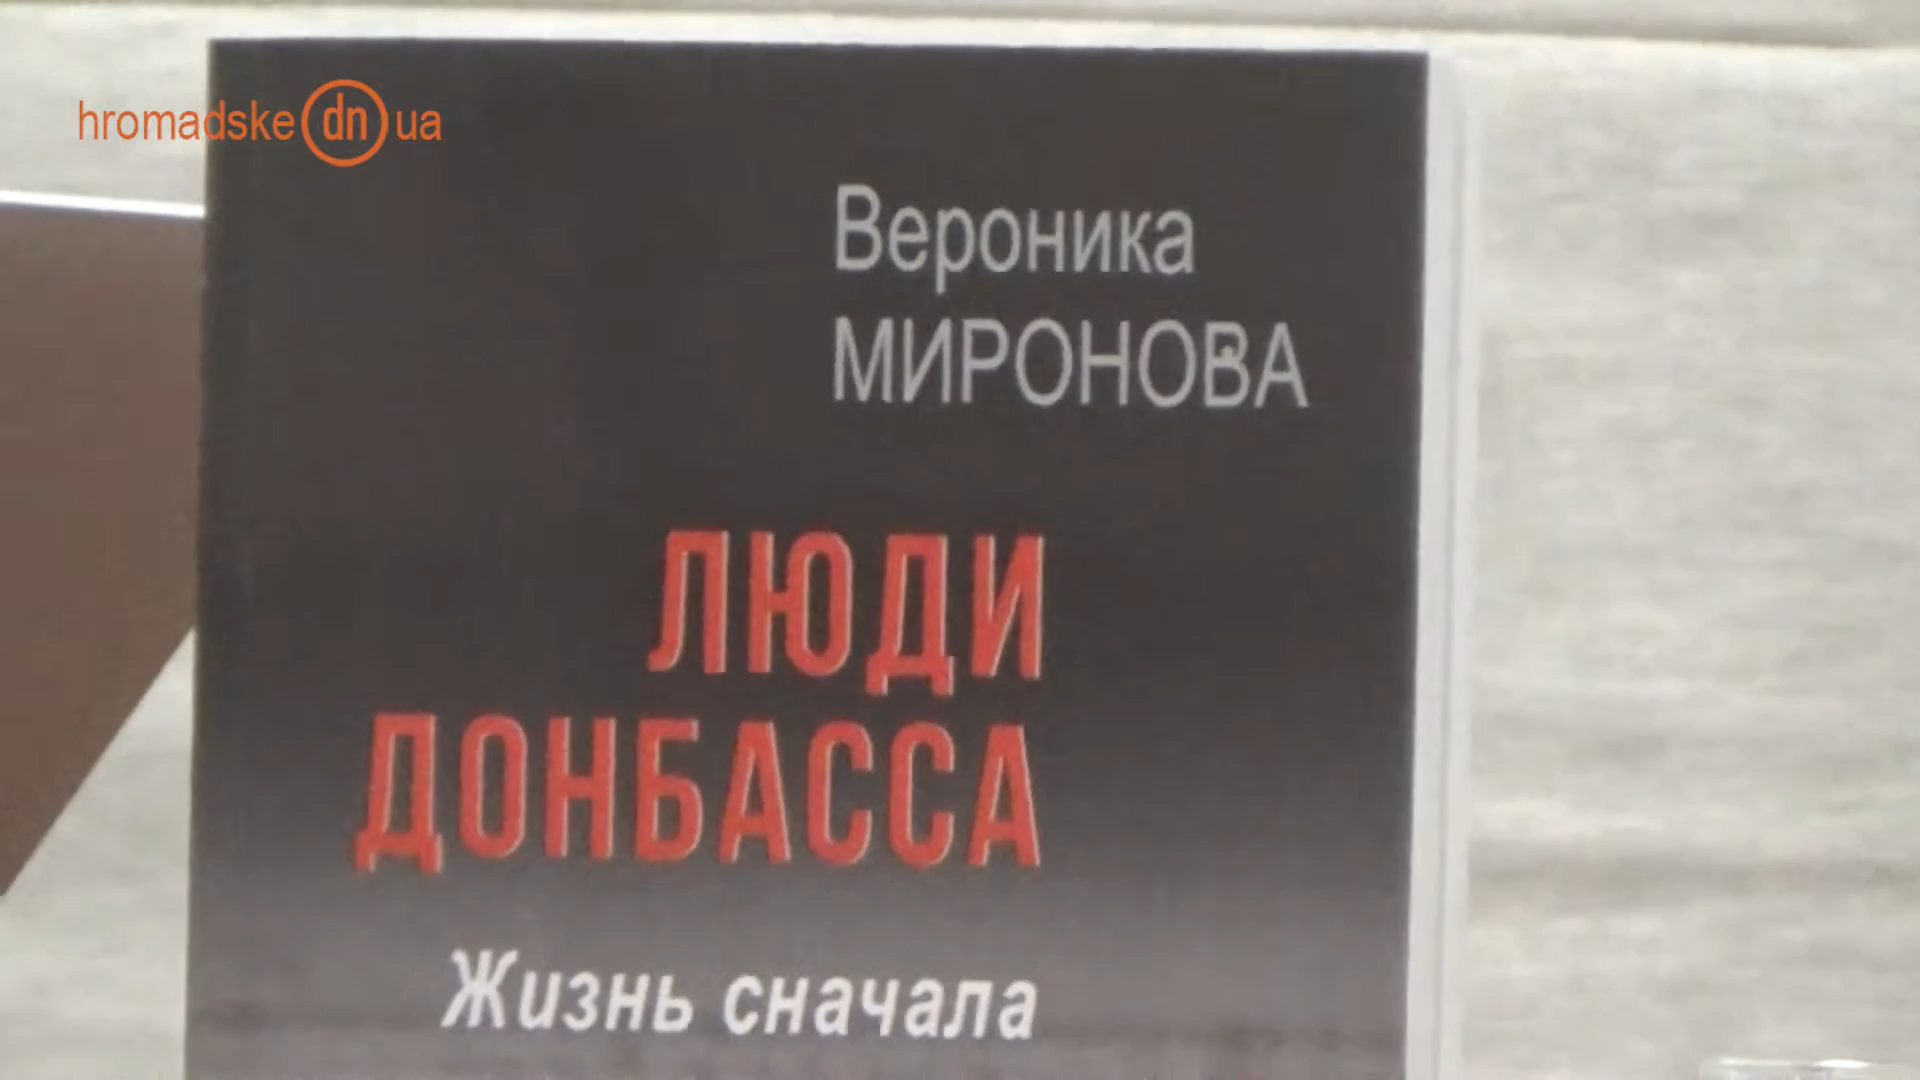 hromadske dn ua
Вероника
МИРОНОВА
ЛЮДИ
ДОНБАССА
Жизнь сначала